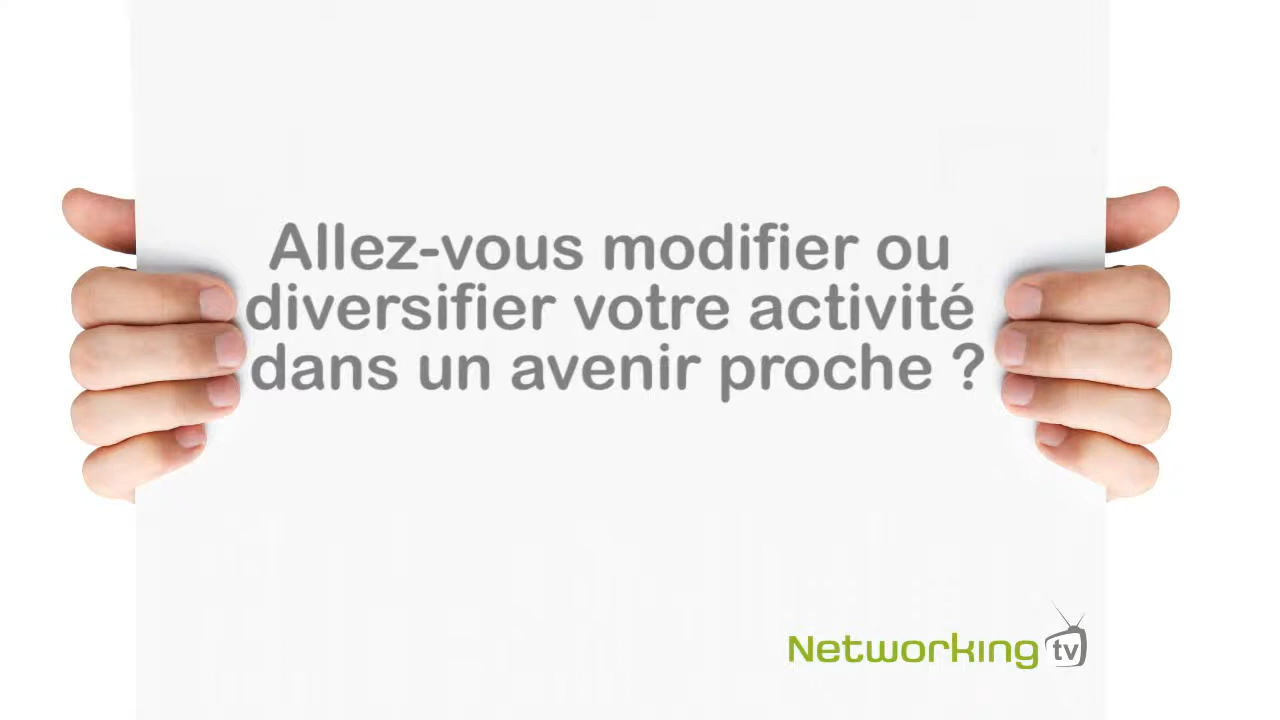 Allez-vous modifier ou
diversifier votre activité
dans un avenir proche ?
Networking tv